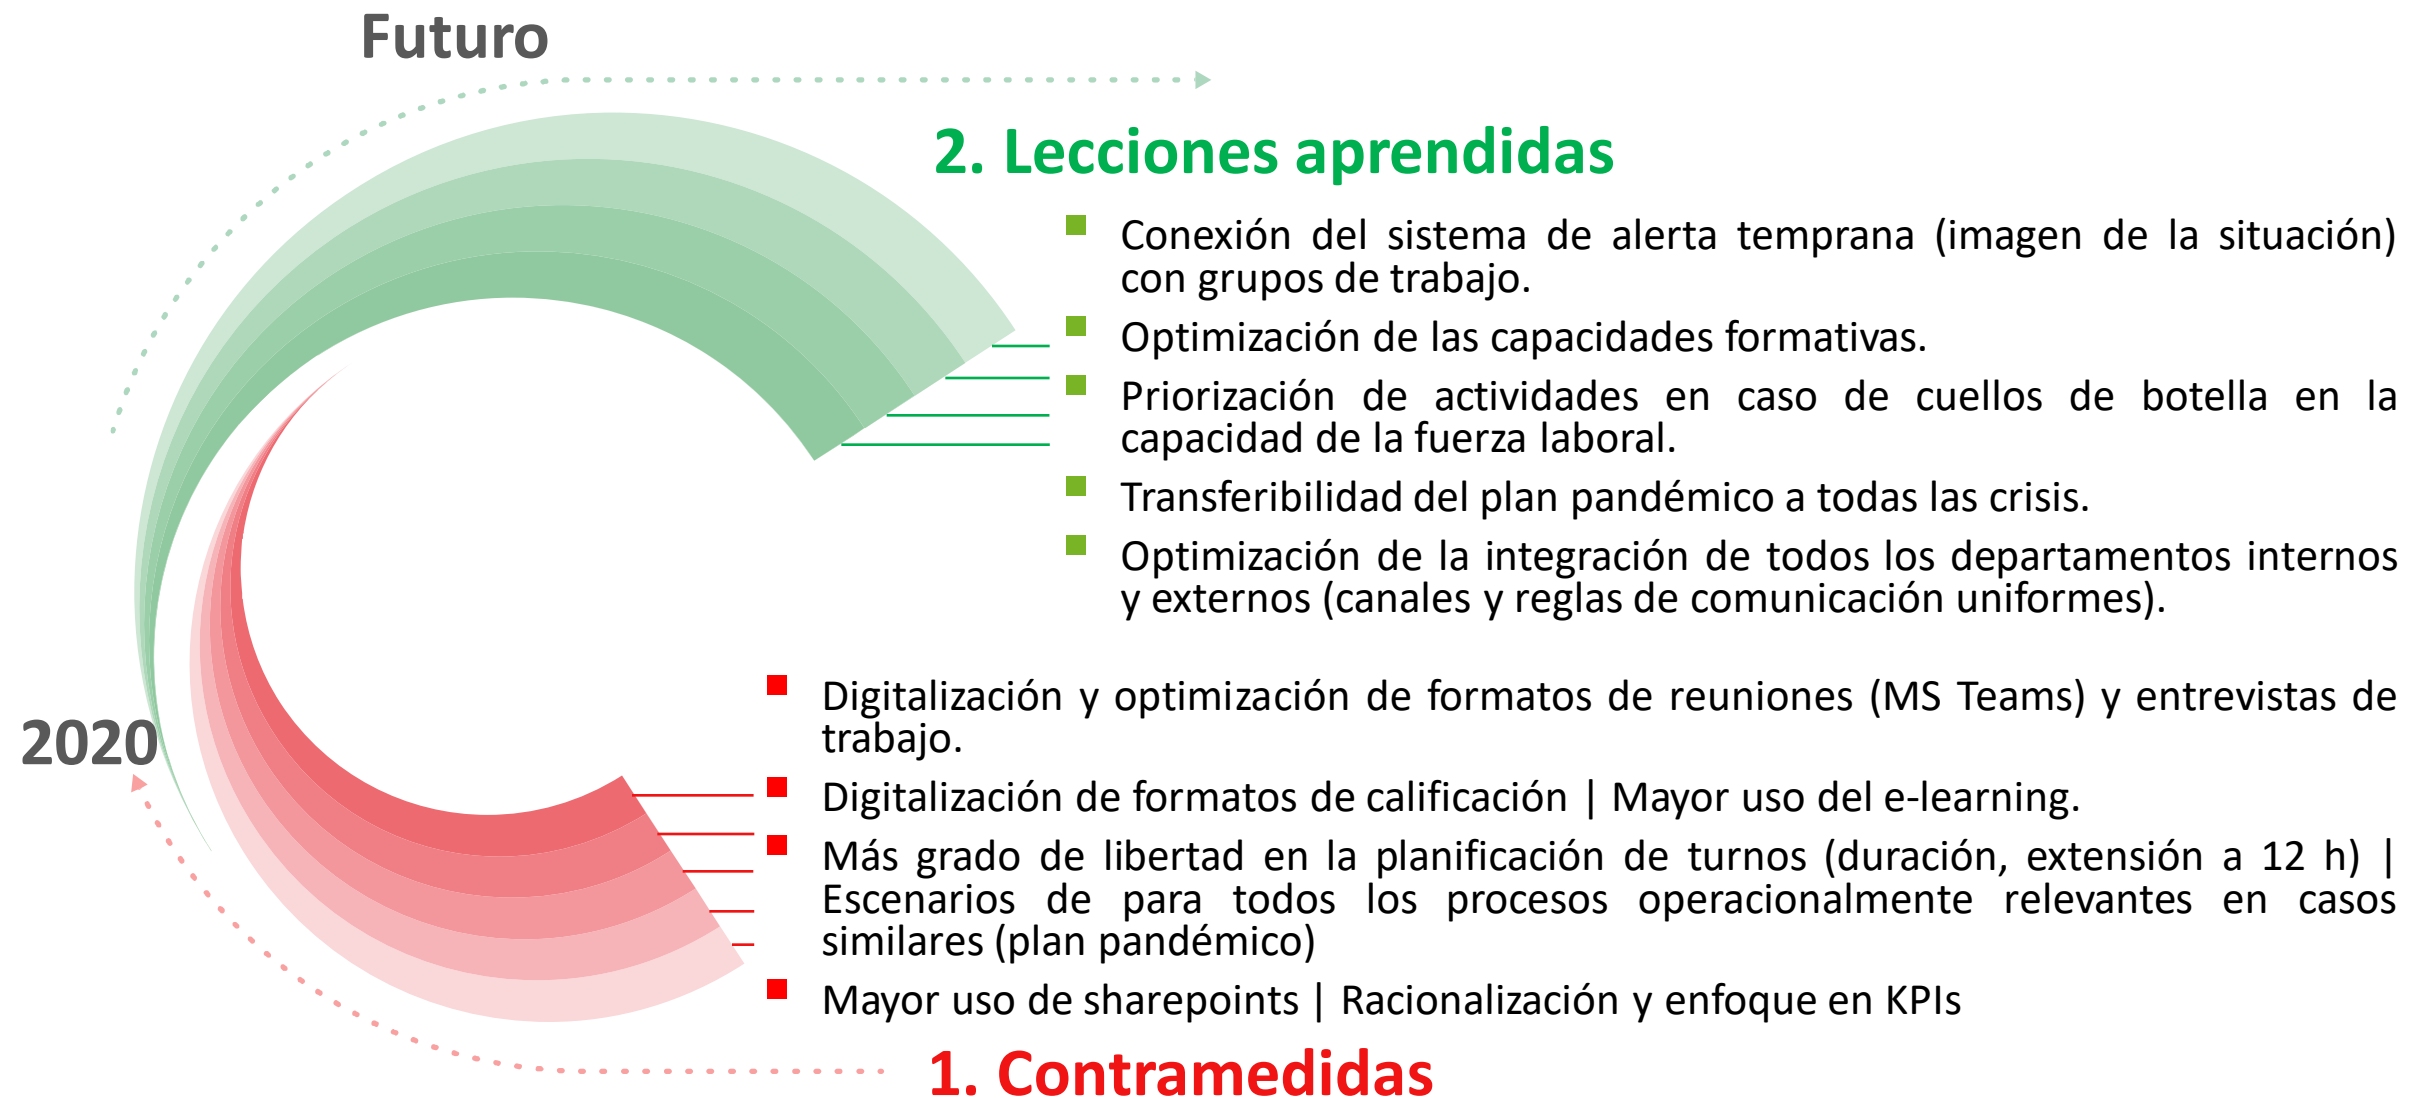 Futuro
2. Lecciones aprendidas
Conexión del sistema de alerta temprana (imagen de la situación)
con grupos de trabajo.
Optimización de las capacidades formativas.
Priorización de actividades en caso de cuellos de botella en la
capacidad de la fuerza laboral.
Transferibilidad del plan pandémico a todas las crisis.
Optimización de la integración de todos los departamentos internos
y externos (canales y reglas de comunicación uniformes).
2020
Digitalización y optimización de formatos de reuniones (MS Teams) y entrevistas de
trabajo.
Digitalización de formatos de calificación | Mayor uso del e-learning.
Más grado de libertad en la planificación de turnos (duración, extensión a 12 h) |
Escenarios de para todos los procesos operacionalmente relevantes en casos
similares (plan pandémico)
Mayor uso de sharepoints | Racionalización y enfoque en KPIs
1. Contramedidas